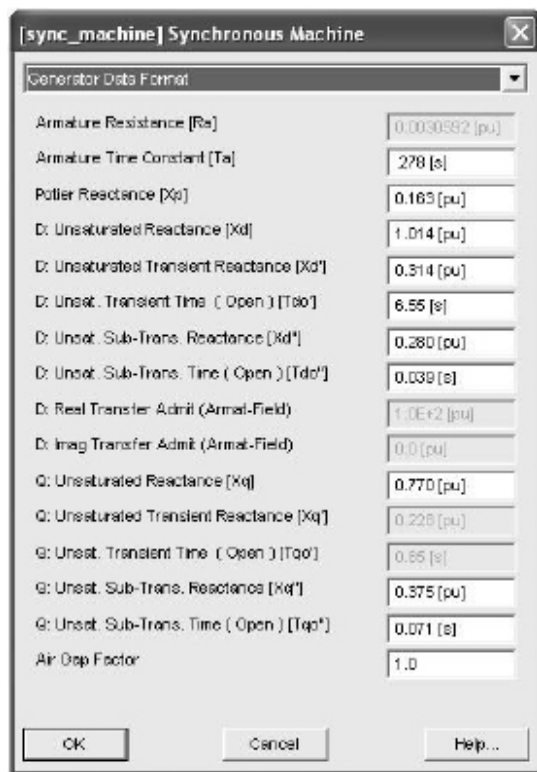 [sync_machine] Synchronous Machine
Generator Data Format
Armature Resistance [Ra] 0.0030592 [pu]
Armature Time Constant [Ta] .278 [s]
Potier Reactance [Xp] 0.163 [pu]
D: Unsaturated Reactance [Xd] 1.014 [pu]
D: Unsaturated Transient Reactance [Xd'] 0.314 [pu]
D: Unsat. Transient Time ( Open ) [Tdo'] 6.55 [s]
D: Unsat. Sub-Trans. Reactance [Xd''] 0.280 [pu]
D: Unsat. Sub-Trans. Time ( Open ) [Tdo''] 0.039 [s]
D: Real Transfer Admit (Armat-Field) 1.0E+2 [pu]
D: Imag Transfer Admit (Armat-Field) 0.0 [pu]
Q: Unsaturated Reactance [Xq] 0.770 [pu]
Q: Unsaturated Transient Reactance [Xq'] 0.228 [pu]
Q: Unsat. Transient Time ( Open ) [Tqo'] 0.85 [s]
Q: Unsat. Sub-Trans. Reactance [Xq''] 0.375 [pu]
Q: Unsat. Sub-Trans. Time ( Open ) [Tqo''] 0.071 [s]
Air Gap Factor 1.0
OK Cancel Help...